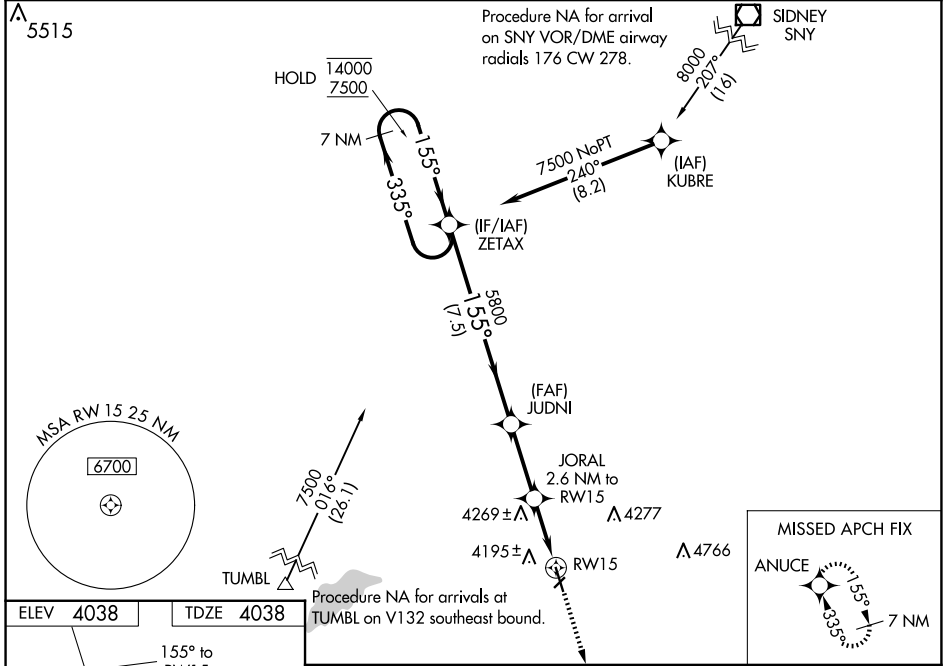 5515
Procedure NA for arrival
on SNY VOR/DME airway
radials 176 CW 278.
SIDNEY
SNY
8000
207°
(16)
HOLD
14000
7500
7 NM
155°
335°
7500 NoPT
240°
(8.2)
(IAF)
KUBRE
(IF/IAF)
ZETAX
5800
155°
(7.5)
(FAF)
JUDNI
MSA RW 15 25 NM
6700
7500
016°
(26.1)
JORAL
2.6 NM to
RW15
4269±
4277
4195±
4766
RW15
TUMBL
Procedure NA for arrivals at
TUMBL on V132 southeast bound.
MISSED APCH FIX
ANUCE
155°
335°
7 NM
ELEV 4038
TDZE 4038
155° to